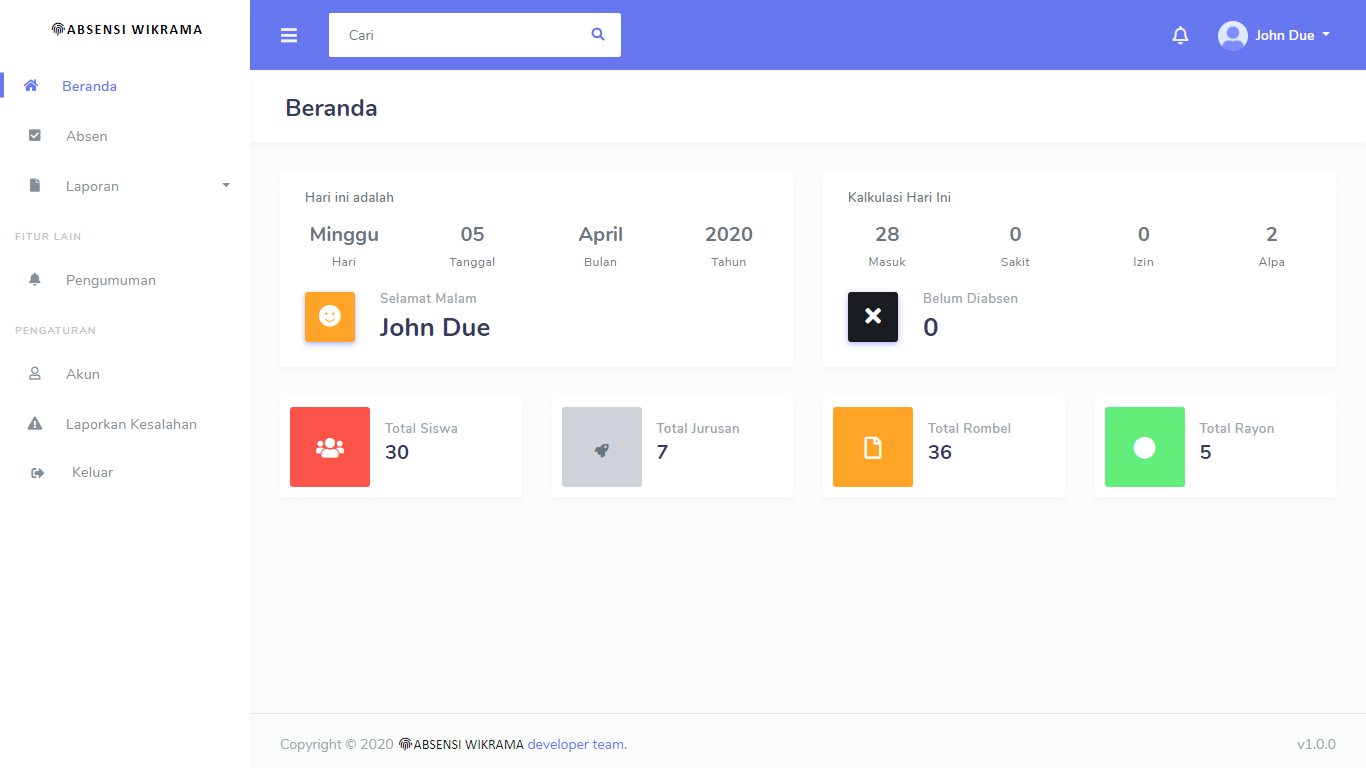 ABSENSI WIKRAMA
Beranda
Absen
Laporan
FITUR LAIN
Pengumuman
PENGATURAN
Akun
Laporkan Kesalahan
Keluar
Cari
John Due
Beranda
Hari ini adalah
Minggu 05 April 2020
Hari Tanggal Bulan Tahun
Selamat Malam
John Due
Kalkulasi Hari Ini
28 0 0 2
Masuk Sakit Izin Alpa
Belum Diabsen
0
Total Siswa
30
Total Jurusan
7
Total Rombel
36
Total Rayon
5
Copyright © 2020 ABSENSI WIKRAMA developer team.
v1.0.0